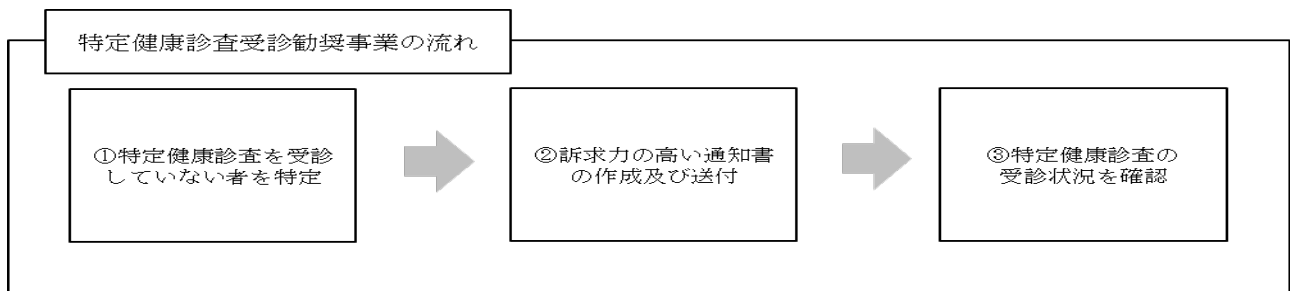 特定健康診査受診勧奨事業の流れ
①特定健康診査を受診
していない者を特定
②訴求力の高い通知書
の作成及び送付
③特定健康診査の
受診状況を確認